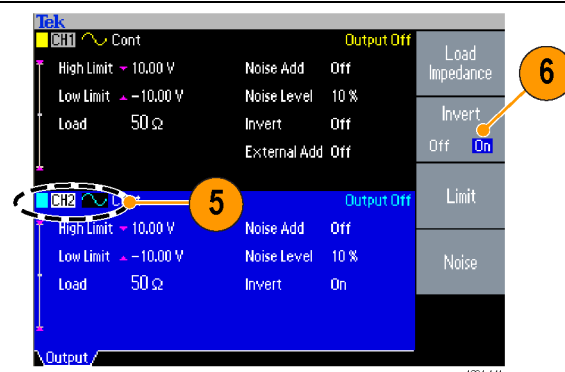 Tek
CH1 Cont Output Off
High Limit 10.00 V Noise Add Off
Low Limit -10.00 V Noise Level 10 %
Load 50 Ω Invert Off
External Add Off
CH2 Output Off
High Limit 10.00 V Noise Add Off
Low Limit -10.00 V Noise Level 10 %
Load 50 Ω Invert On
Output
Load
Impedance
Invert
Off On
Limit
Noise
5
6